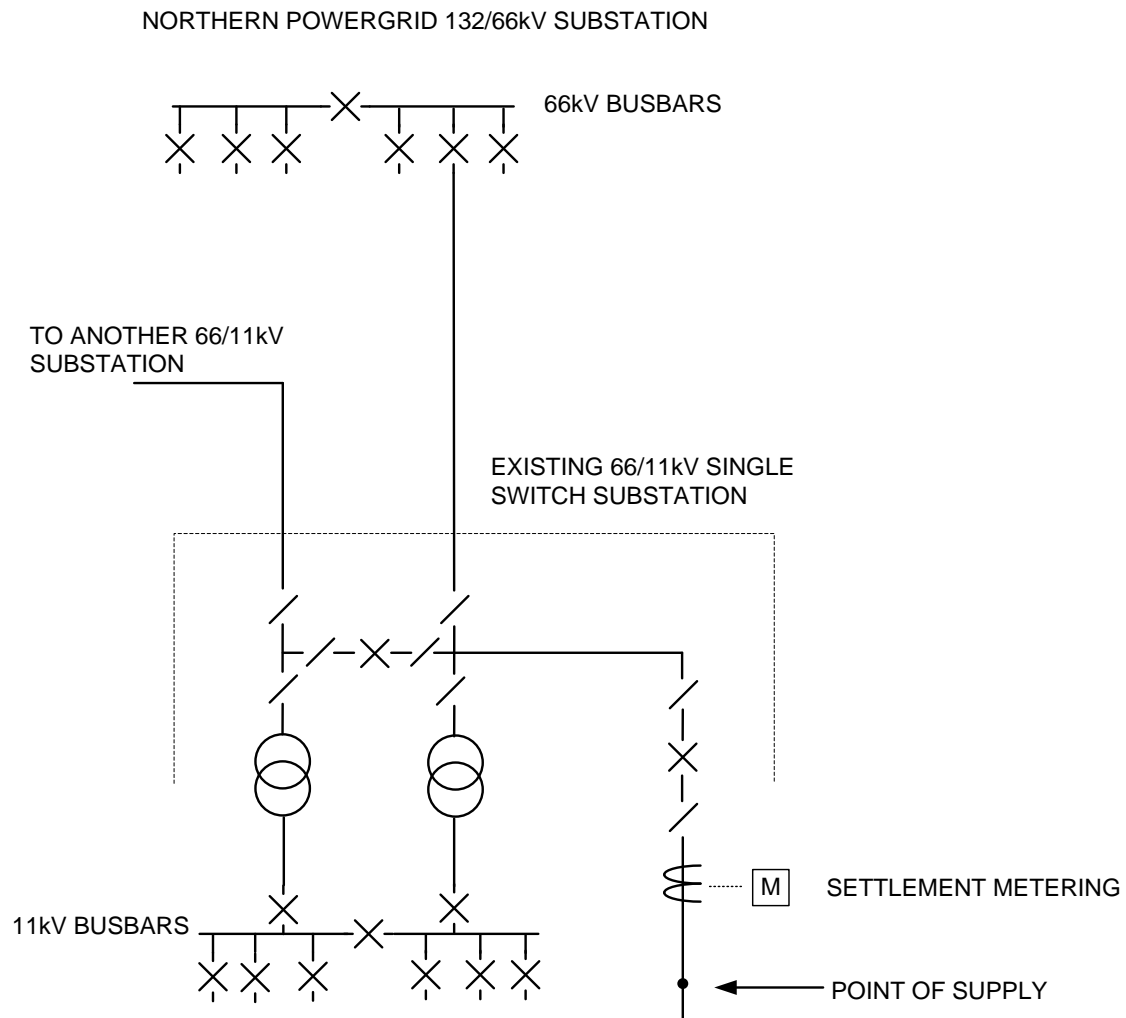 NORTHERN POWERGRID 132/66kV SUBSTATION
66kV BUSBARS
TO ANOTHER 66/11kV
SUBSTATION
EXISTING 66/11kV SINGLE
SWITCH SUBSTATION
M
SETTLEMENT METERING
11kV BUSBARS
POINT OF SUPPLY